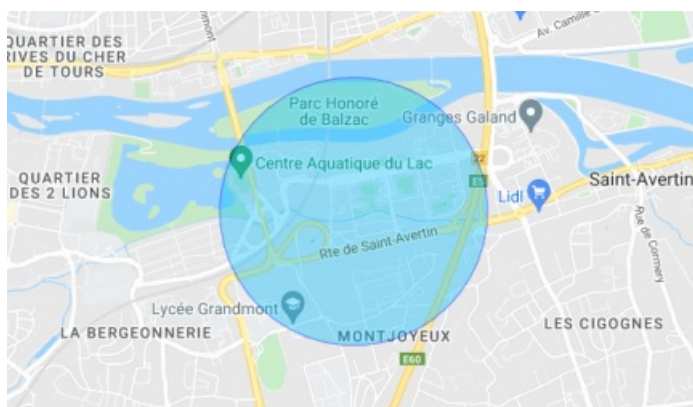 QUARTIER DES
RIVES DU CHER
DE TOURS
Av. Camille
Parc Honoré
de Balzac
Granges Galand
Centre Aquatique du Lac
22
E5
QUARTIER
DES 2 LIONS
Saint-Avertin
Lidl
Rte de Saint-Avertin
Rue de Cormery
Lycée Grandmont
LA BERGEONNERIE
MONTJOYEUX
LES CIGOGNES
E60